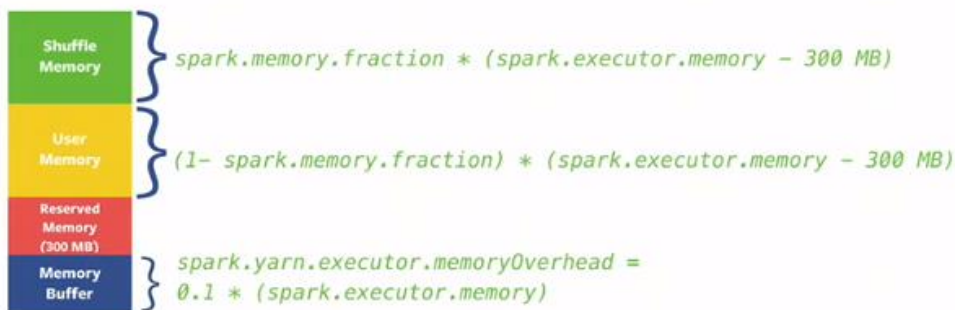 Shuffle
Memory
spark.memory.fraction * (spark.executor.memory - 300 MB)
User
Memory
(1- spark.memory.fraction) * (spark.executor.memory - 300 MB)
Reserved
Memory
(300 MB)
Memory
Buffer
spark.yarn.executor.memoryOverhead =
0.1 * (spark.executor.memory)